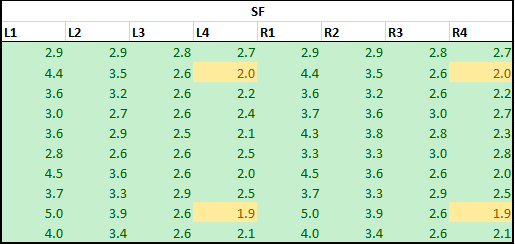 SF
L1 L2 L3 L4 R1 R2 R3 R4
2.9 2.9 2.8 2.7 2.9 2.9 2.8 2.7
4.4 3.5 2.6 2.0 4.4 3.5 2.6 2.0
3.6 3.2 2.6 2.2 3.6 3.2 2.6 2.2
3.0 2.7 2.6 2.4 3.7 3.6 3.0 2.7
3.6 2.9 2.5 2.1 4.3 3.8 2.8 2.3
2.8 2.6 2.6 2.5 3.3 3.3 3.0 2.8
4.5 3.6 2.6 2.0 4.5 3.6 2.6 2.0
3.7 3.3 2.9 2.5 3.7 3.3 2.9 2.5
5.0 3.9 2.6 1.9 5.0 3.9 2.6 1.9
4.0 3.4 2.6 2.1 4.0 3.4 2.6 2.1